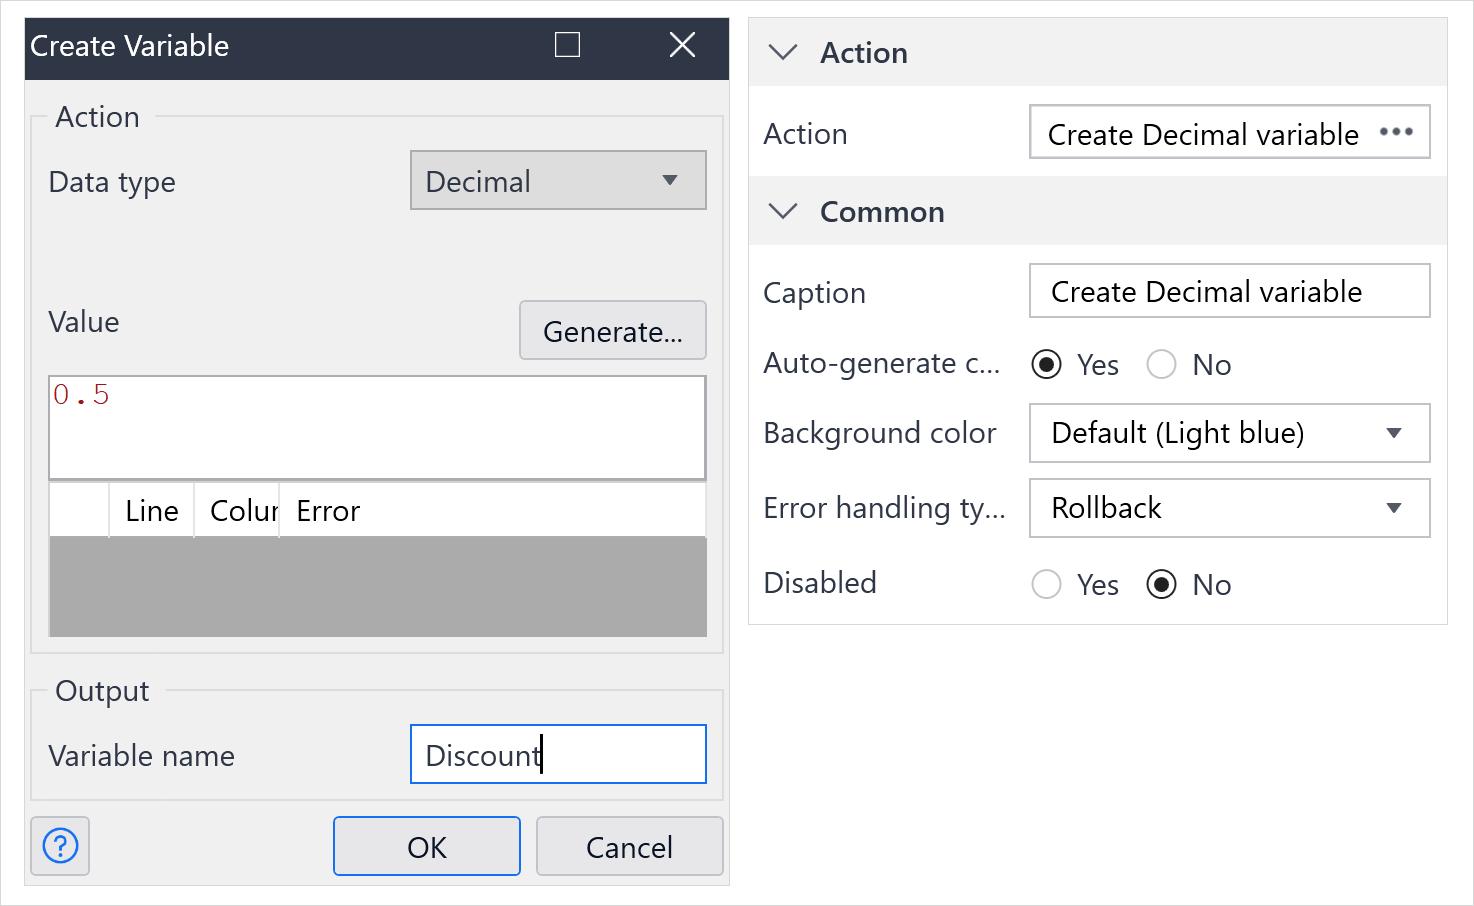 Create Variable
Action
Data type
Decimal
Value
Generate...
0.5
Line
Colur
Error
Output
Variable name
Discount
?
OK
Cancel
Action
Action
Create Decimal variable •••
Common
Caption
Create Decimal variable
Auto-generate c...
Yes
No
Background color
Default (Light blue)
Error handling ty...
Rollback
Disabled
Yes
No